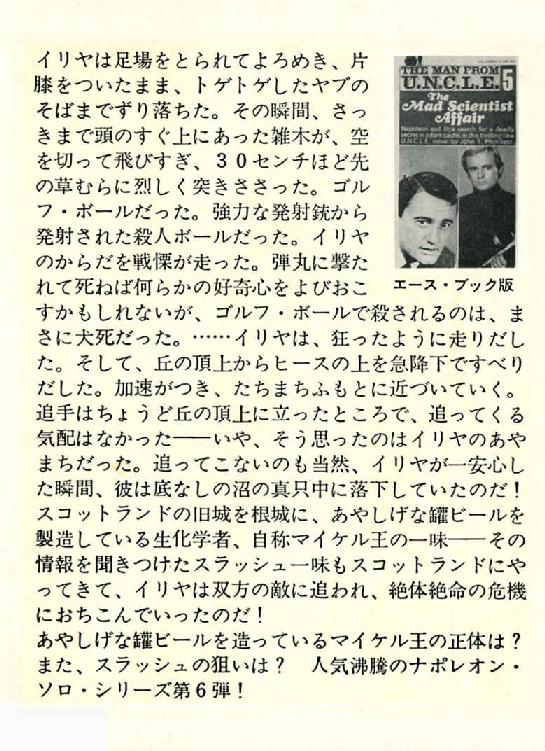 イリヤは足場をとられてよろめき、片
膝をついたまま、トゲトゲしたヤブの
そばまでずり落ちた。その瞬間、さっ
きまで頭のすぐ上にあった雑木が、空
を切って飛びすぎ、30センチほど先
の草むらに烈しく突きささった。ゴル
フ・ボールだった。強力な発射銃から
発射された殺人ボールだった。イリヤ
のからだを戦慄が走った。弾丸に撃た
れて死ねば何らかの好奇心をよびおこ
すかもしれないが、ゴルフ・ボールで殺されるのは、ま
さに犬死だった。……イリヤは、狂ったように走りだし
た。そして、丘の頂上からヒースの上を急降下ですべり
だした。加速がつき、たちまちふもとに近づいていく。
追手はちょうど丘の頂上に立ったところで、追ってくる
気配はなかった──いや、そう思ったのはイリヤのあや
まちだった。追ってこないのも当然、イリヤが一安心し
た瞬間、彼は底なしの沼の真只中に落下していたのだ！
スコットランドの旧城を根城に、あやしげな罐ビールを
製造している生化学者、自称マイケル王の一味──その
情報を聞きつけたスラッシュ一味もスコットランドにや
ってきて、イリヤは双方の敵に追われ、絶体絶命の危機
におちこんでいったのだ！
あやしげな罐ビールを造っているマイケル王の正体は？
また、スラッシュの狙いは？　人気沸騰のナポレオン・
ソロ・シリーズ第6弾！
THE MAN FROM
U.N.C.L.E. 5
The
Mad Scientist
Affair
エース・ブック版